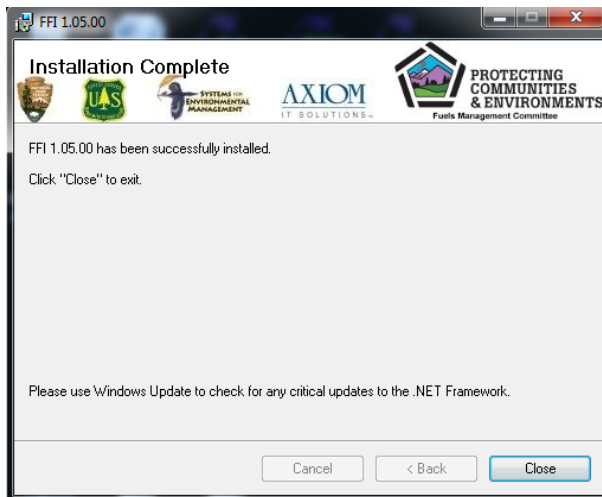 FFI 1.05.00
Installation Complete
UAS
SYSTEMS FOR
ENVIRONMENTAL
MANAGEMENT
AXIOM
IT SOLUTIONS
PROTECTING
COMMUNITIES
& ENVIRONMENTS
Fuels Management Committee
FFI 1.05.00 has been successfully installed.
Click "Close" to exit.
Please use Windows Update to check for any critical updates to the .NET Framework.
Cancel
< Back
Close